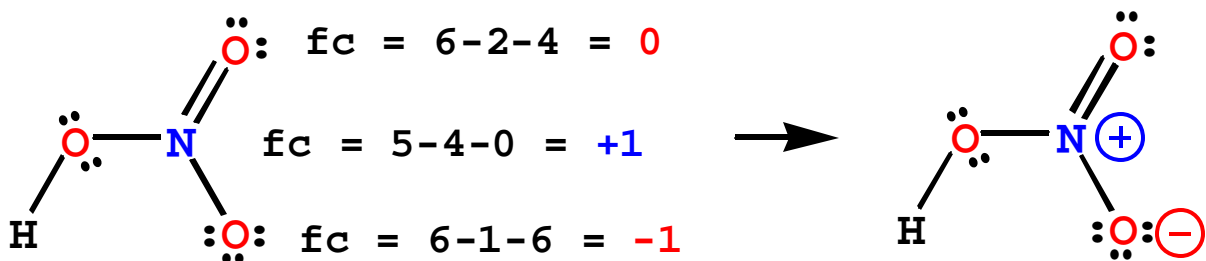 O fc = 6-2-4 = 0 O
O N fc = 5-4-0 = +1 O N +
H O fc = 6-1-6 = -1 H O −